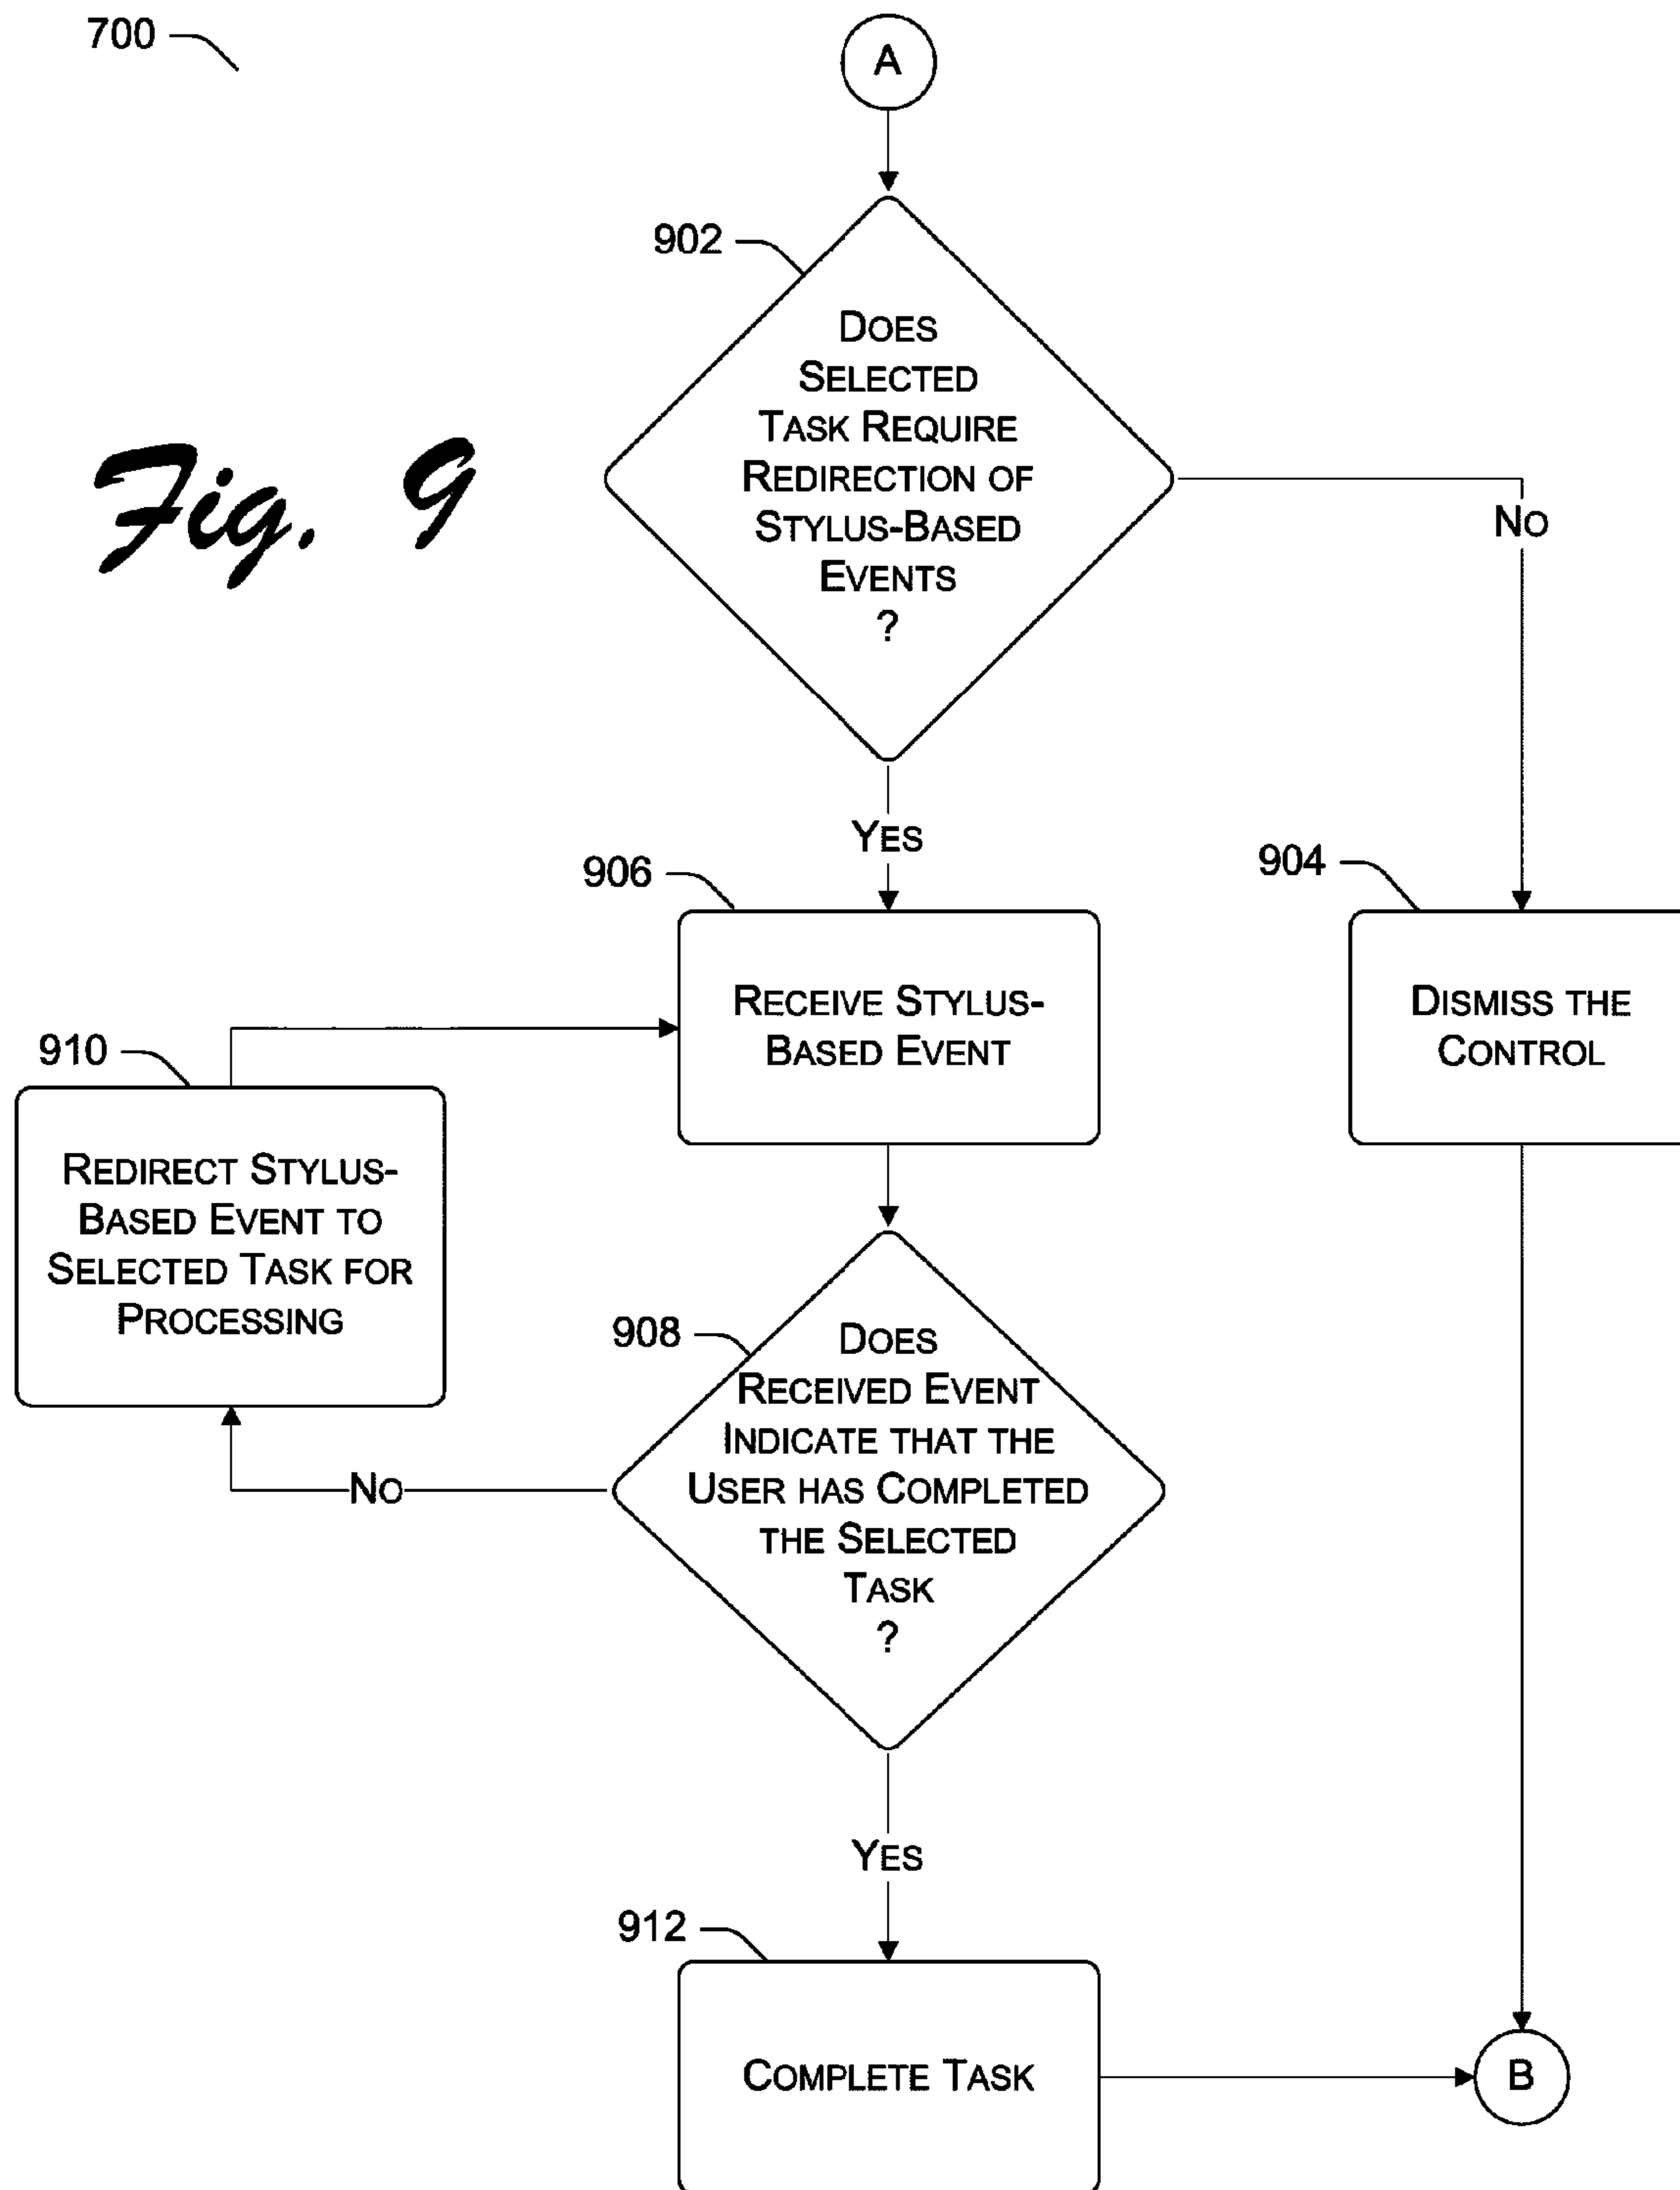 700
A
902
DOES
SELECTED
TASK REQUIRE
REDIRECTION OF
STYLUS-BASED
EVENTS
?
NO
Fig. 9
YES
906
904
RECEIVE STYLUS-
BASED EVENT
DISMISS THE
CONTROL
910
REDIRECT STYLUS-
BASED EVENT TO
SELECTED TASK FOR
PROCESSING
908
DOES
RECEIVED EVENT
INDICATE THAT THE
USER HAS COMPLETED
THE SELECTED
TASK
?
NO
YES
912
COMPLETE TASK
B